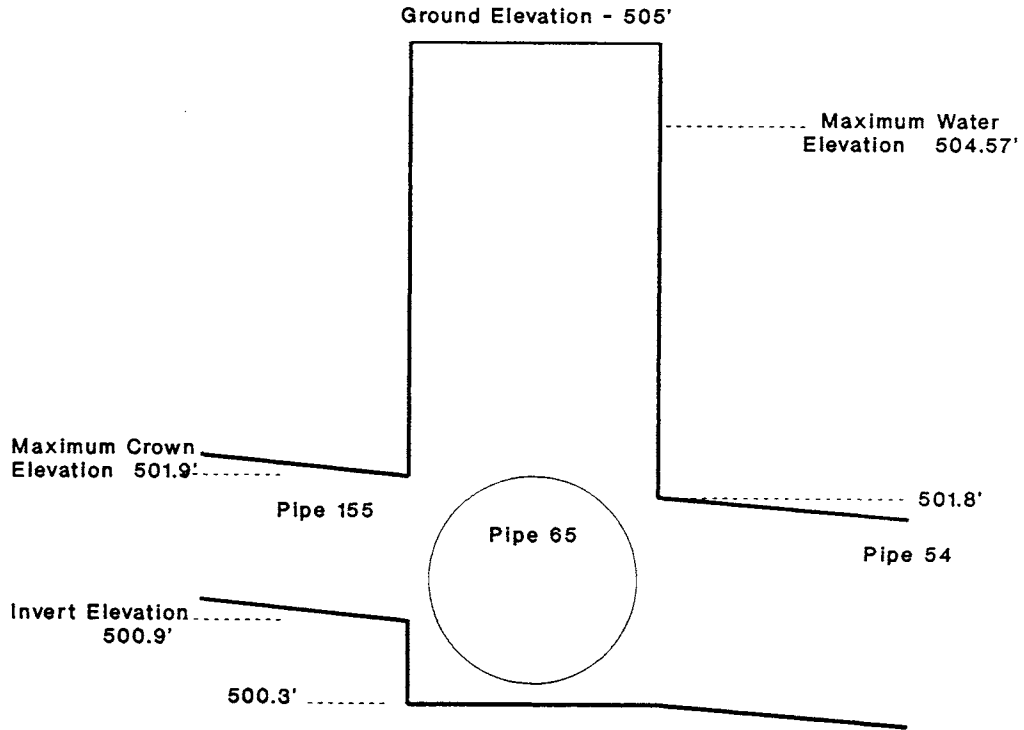 Ground Elevation - 505'
Maximum Water
Elevation 504.57'
Maximum Crown
Elevation 501.9'
501.8'
Pipe 155
Pipe 65
Pipe 54
Invert Elevation
500.9'
500.3'